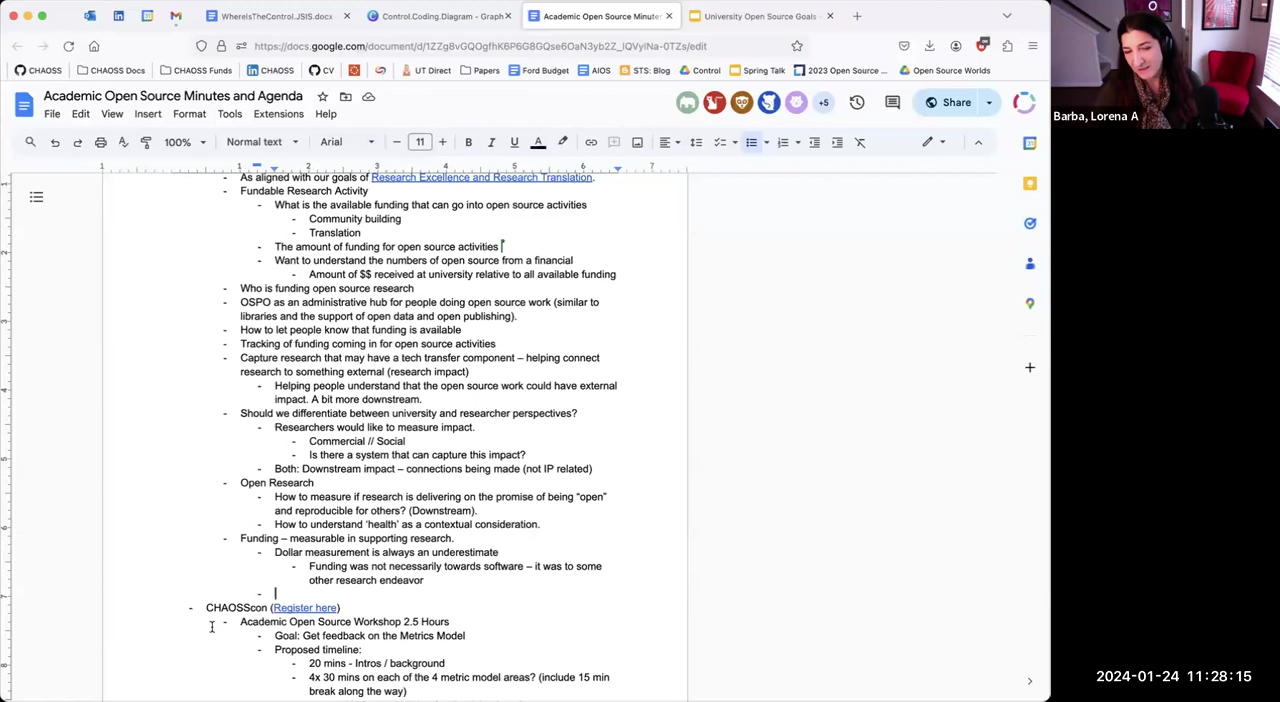 WhereIsTheControl.JSIS.docx
Control.Coding.Diagram - Graph
Academic Open Source Minute
University Open Source Goals -
https://docs.google.com/document/d/1ZZg8vGQOgfhK6P6G8GQse6OaN3yb2Z_lQVylNa-0TZs/edit
CHAOSS
CHAOSS Docs
CHAOSS Funds
CHAOSS
CV
UT Direct
Papers
Ford Budget
AIOS
STS: Blog
Control
Spring Talk
2023 Open Source ...
Open Source Worlds
Academic Open Source Minutes and Agenda
File Edit View Insert Format Tools Extensions Help
+5
Share
100%
Normal text
Arial
11
B I U A
1 1 2 3 4 5 6 7
- As aligned with our goals of Research Excellence and Research Translation.
- Fundable Research Activity
- What is the available funding that can go into open source activities
- Community building
- Translation
- The amount of funding for open source activities
- Want to understand the numbers of open source from a financial
- Amount of $$ received at university relative to all available funding
- Who is funding open source research
- OSPO as an administrative hub for people doing open source work (similar to
libraries and the support of open data and open publishing).
- How to let people know that funding is available
- Tracking of funding coming in for open source activities
- Capture research that may have a tech transfer component – helping connect
research to something external (research impact)
- Helping people understand that the open source work could have external
impact. A bit more downstream.
- Should we differentiate between university and researcher perspectives?
- Researchers would like to measure impact.
- Commercial // Social
- Is there a system that can capture this impact?
- Both: Downstream impact – connections being made (not IP related)
- Open Research
- How to measure if research is delivering on the promise of being “open”
and reproducible for others? (Downstream).
- How to understand ‘health’ as a contextual consideration.
- Funding – measurable in supporting research.
- Dollar measurement is always an underestimate
- Funding was not necessarily towards software – it was to some
other research endeavor
-
- CHAOSScon (Register here)
- Academic Open Source Workshop 2.5 Hours
- Goal: Get feedback on the Metrics Model
- Proposed timeline:
- 20 mins - Intros / background
- 4x 30 mins on each of the 4 metric model areas? (include 15 min
break along the way)
Barba, Lorena A
2024-01-24 11:28:15